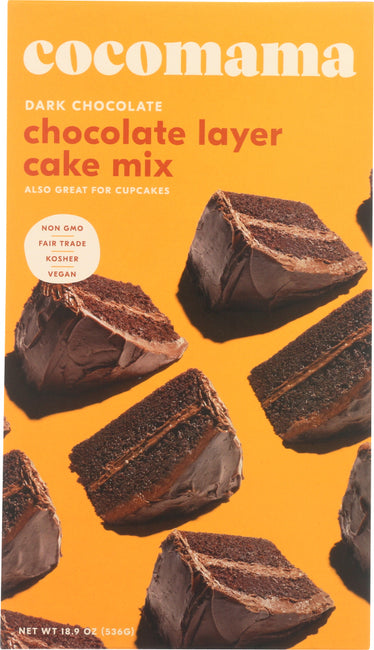 cocomama
DARK CHOCOLATE
chocolate layer
cake mix
ALSO GREAT FOR CUPCAKES
NON GMO
FAIR TRADE
KOSHER
VEGAN
NET WT 18.9 OZ (536G)